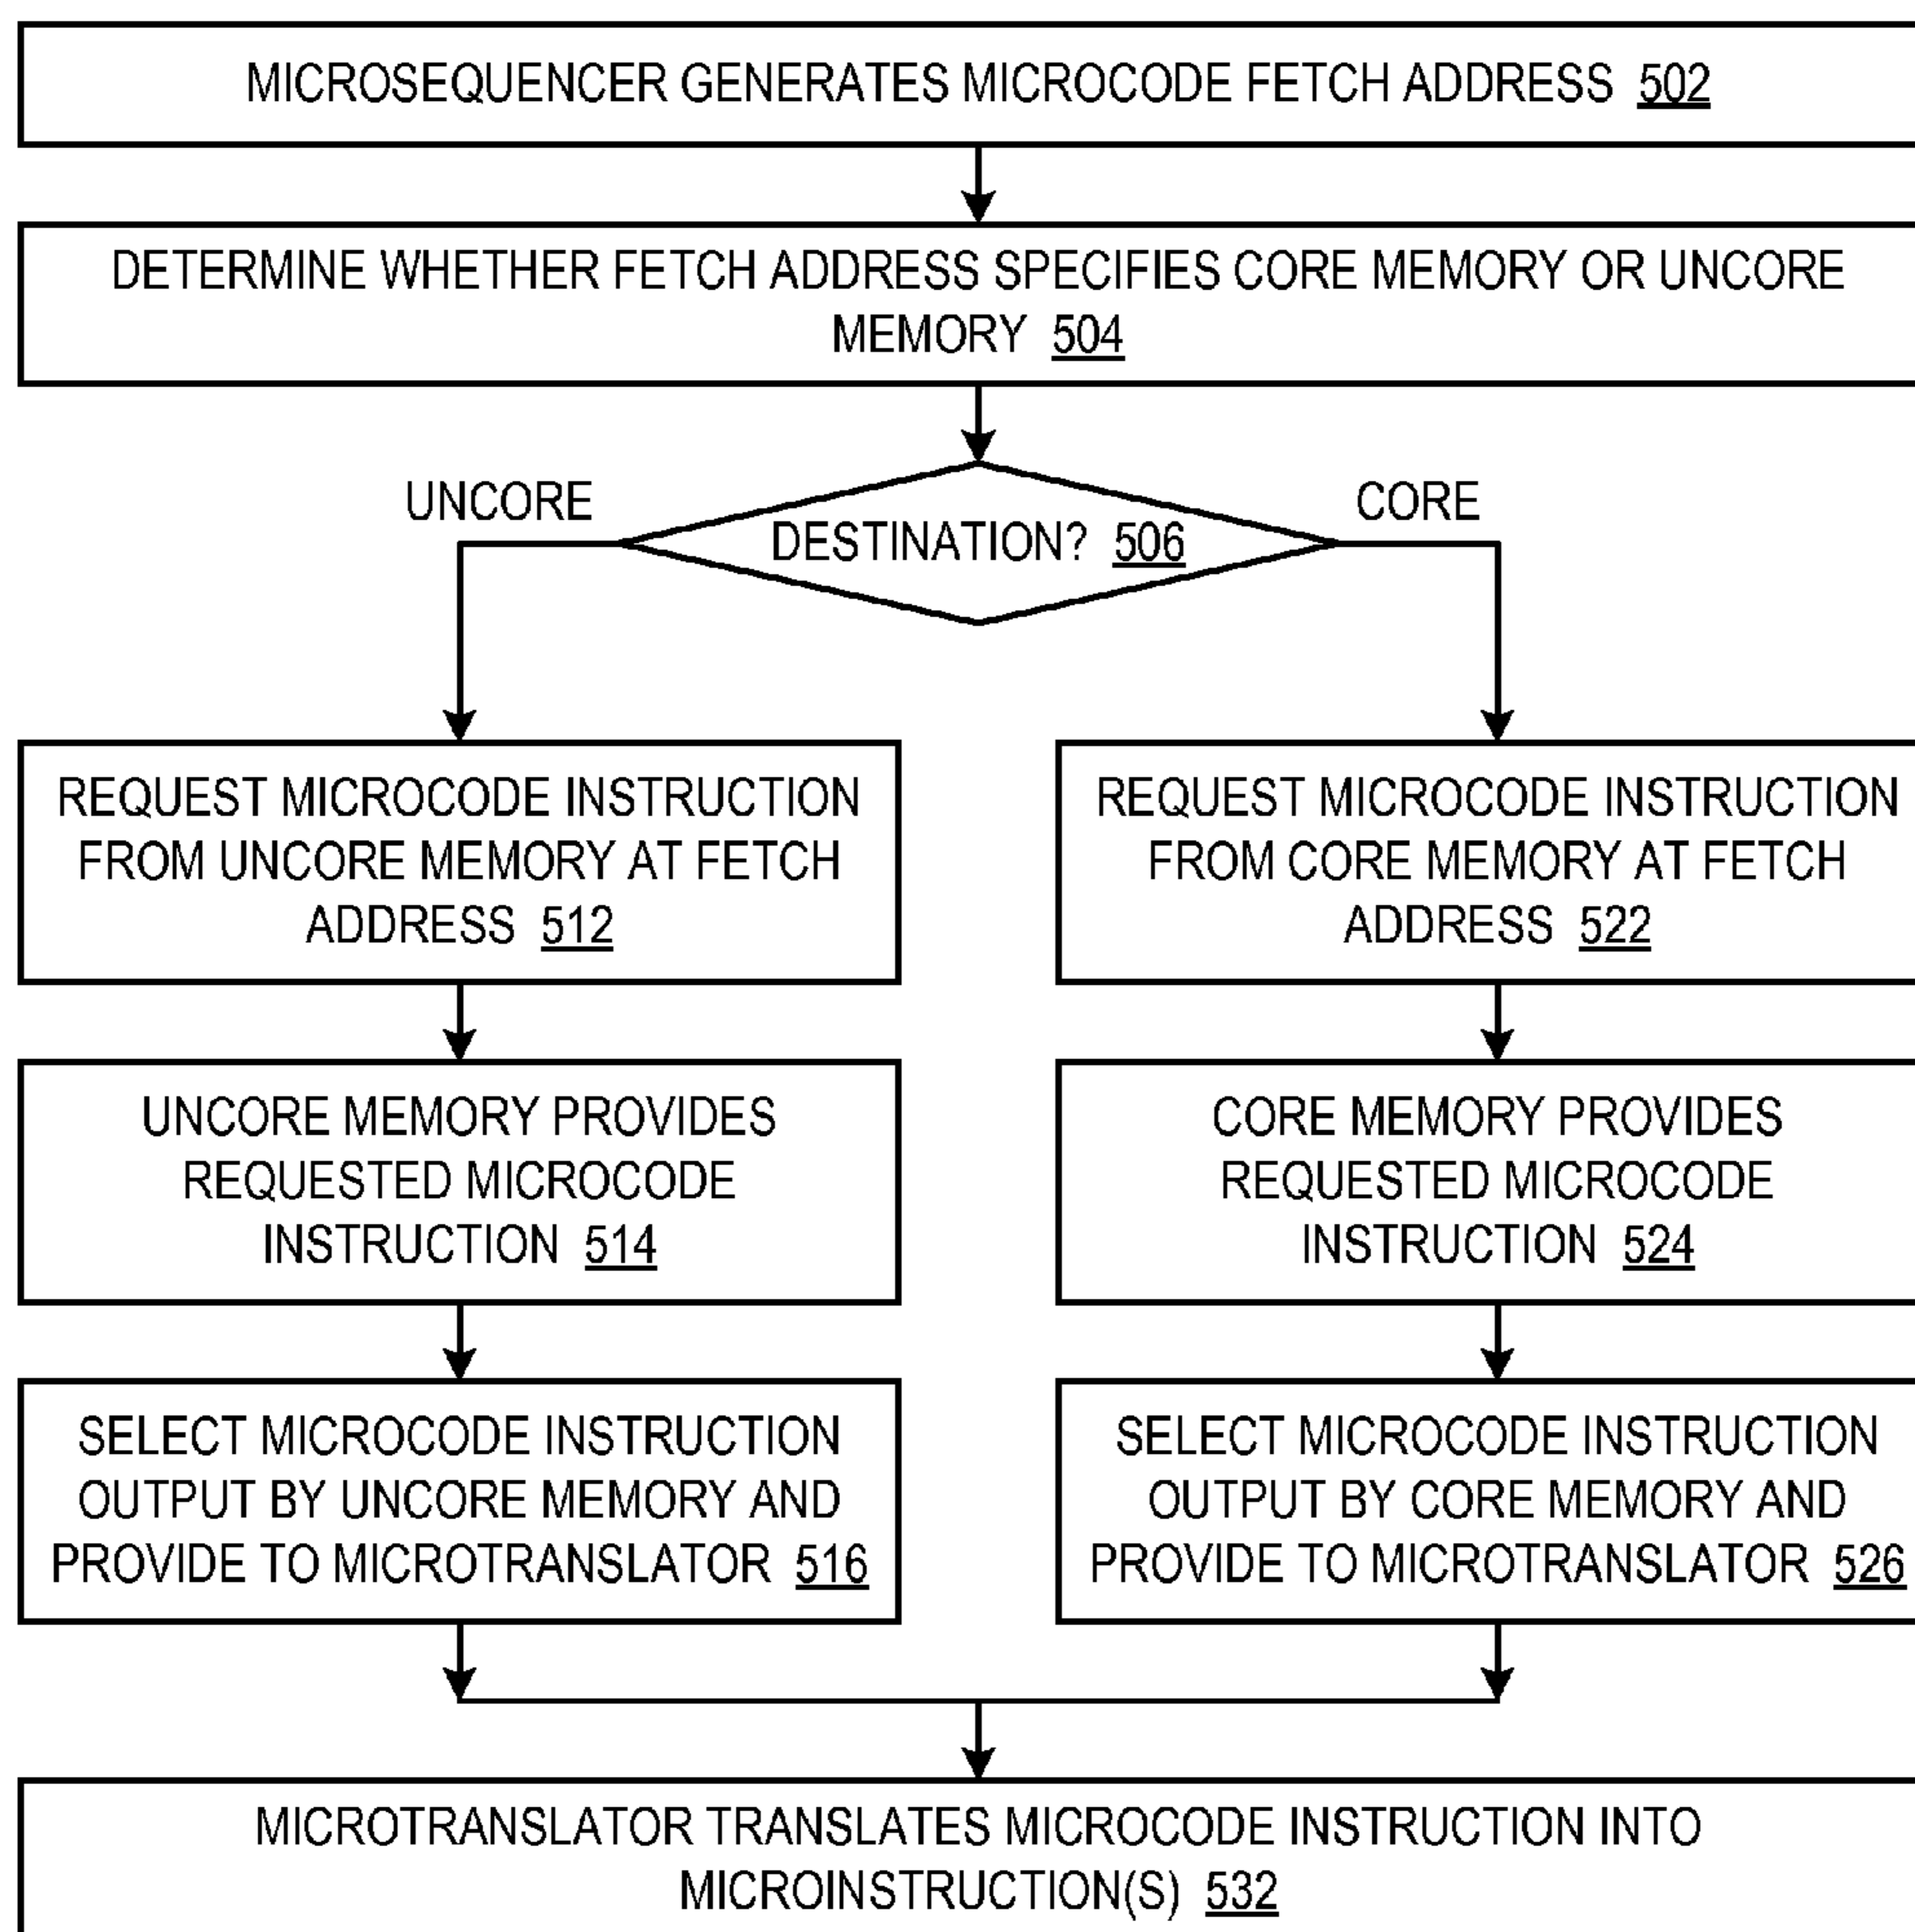 MICROSEQUENCER GENERATES MICROCODE FETCH ADDRESS 502
DETERMINE WHETHER FETCH ADDRESS SPECIFIES CORE MEMORY OR UNCORE
MEMORY 504
UNCORE
CORE
DESTINATION? 506
REQUEST MICROCODE INSTRUCTION
FROM UNCORE MEMORY AT FETCH
ADDRESS 512
REQUEST MICROCODE INSTRUCTION
FROM CORE MEMORY AT FETCH
ADDRESS 522
UNCORE MEMORY PROVIDES
REQUESTED MICROCODE
INSTRUCTION 514
CORE MEMORY PROVIDES
REQUESTED MICROCODE
INSTRUCTION 524
SELECT MICROCODE INSTRUCTION
OUTPUT BY UNCORE MEMORY AND
PROVIDE TO MICROTRANSLATOR 516
SELECT MICROCODE INSTRUCTION
OUTPUT BY CORE MEMORY AND
PROVIDE TO MICROTRANSLATOR 526
MICROTRANSLATOR TRANSLATES MICROCODE INSTRUCTION INTO
MICROINSTRUCTION(S) 532